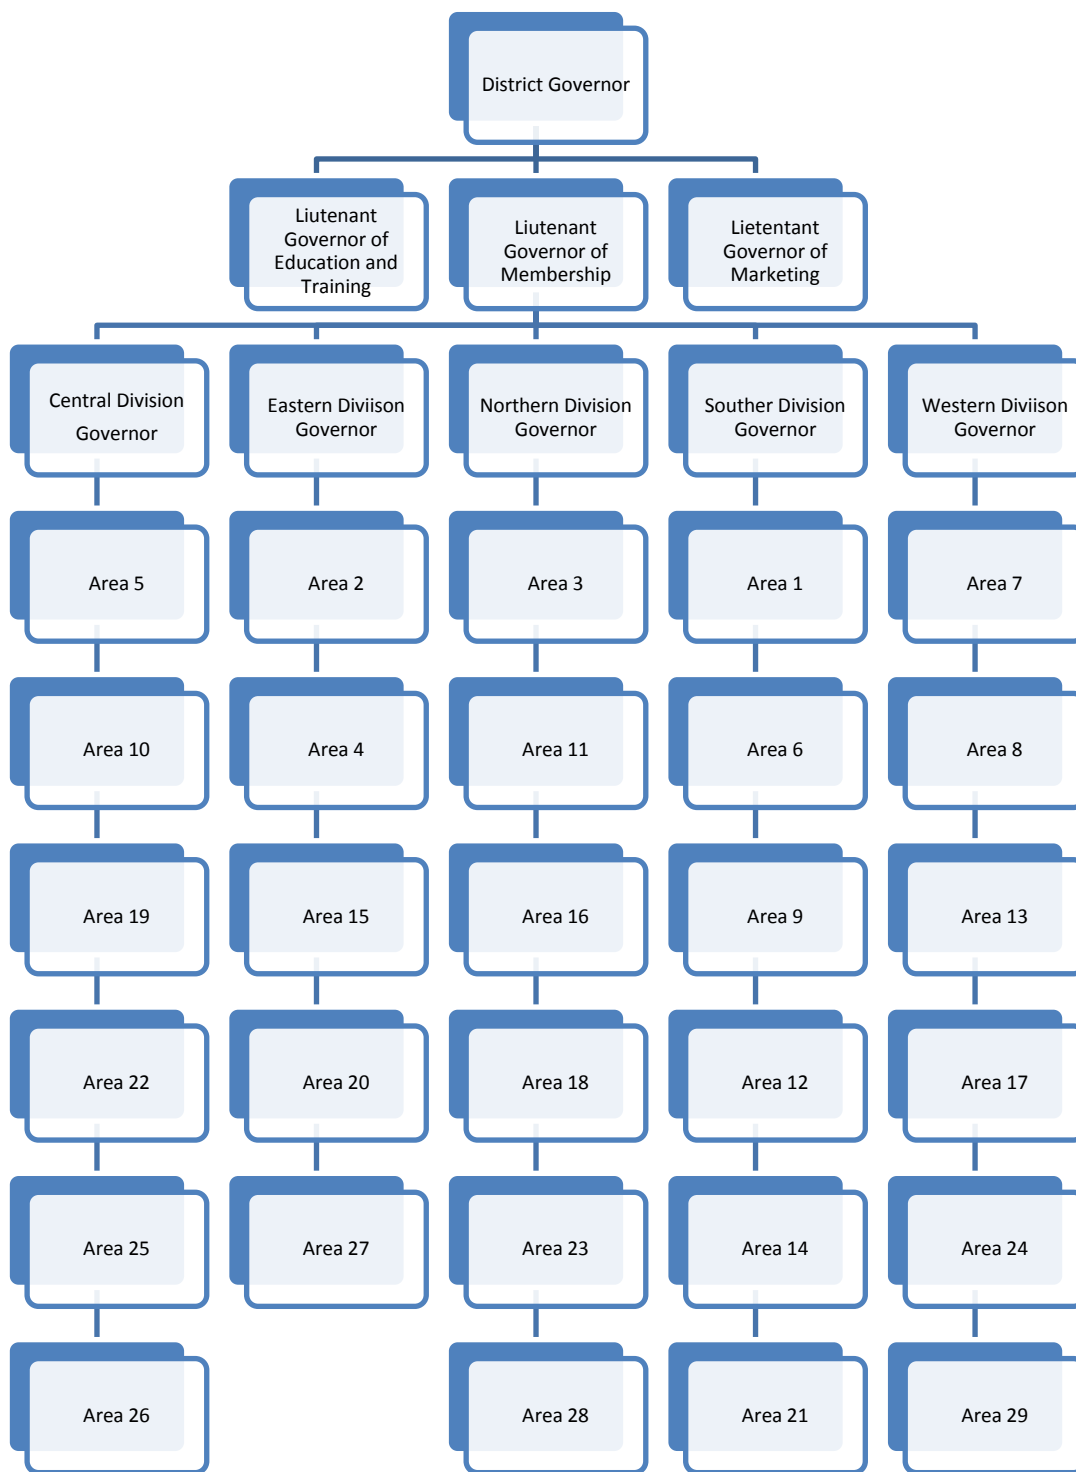 District Governor
Liutenant
Governor of
Education and
Training
Liutenant
Governor of
Membership
Lietentant
Governor of
Marketing
Central Division
Governor
Eastern Diviison
Governor
Northern Division
Governor
Souther Division
Governor
Western Diviison
Governor
Area 5
Area 2
Area 3
Area 1
Area 7
Area 10
Area 4
Area 11
Area 6
Area 8
Area 19
Area 15
Area 16
Area 9
Area 13
Area 22
Area 20
Area 18
Area 12
Area 17
Area 25
Area 27
Area 23
Area 14
Area 24
Area 26
Area 28
Area 21
Area 29